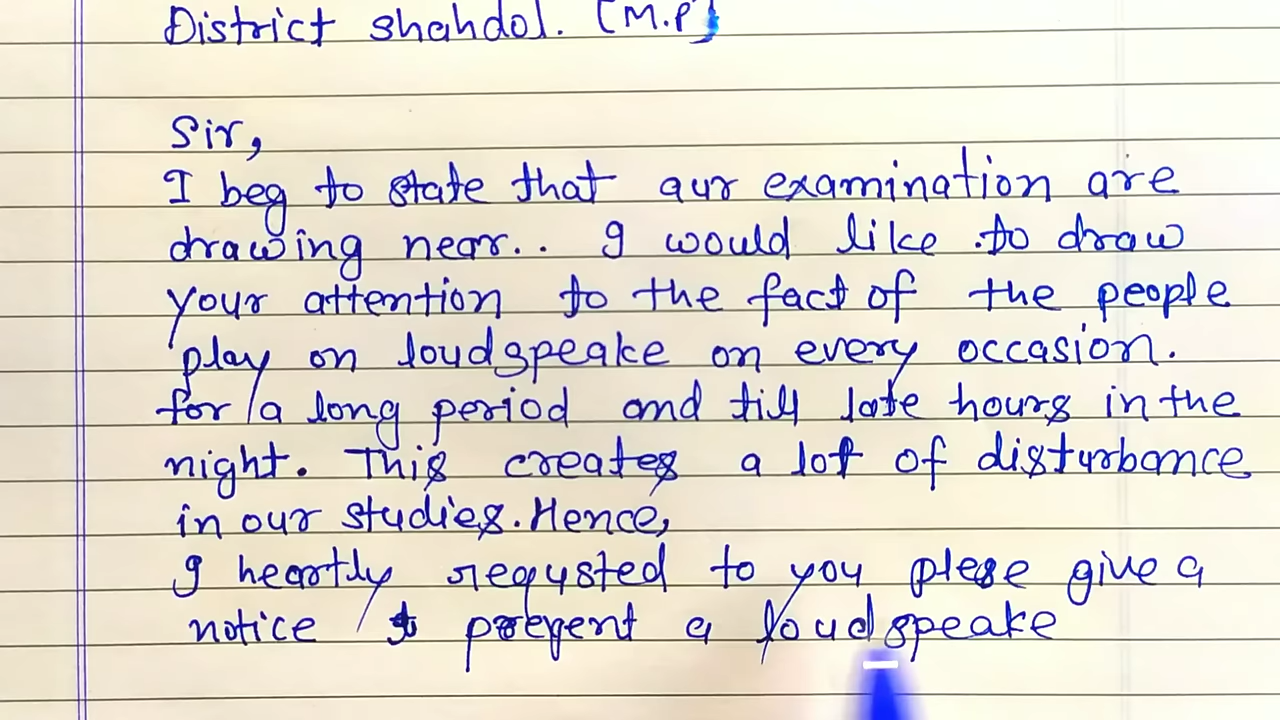 District shahdol. (M.P)
Sir,
I beg to state that our examination are
drawing near.. I would like to draw
your attention to the fact of the people
play on loudspeake on every occasion.
for a long period and till late hours in the
night. This creates a lot of disturbance
in our studies. Hence,
I heartly requsted to you plese give a
notice to prevent a loudspeake